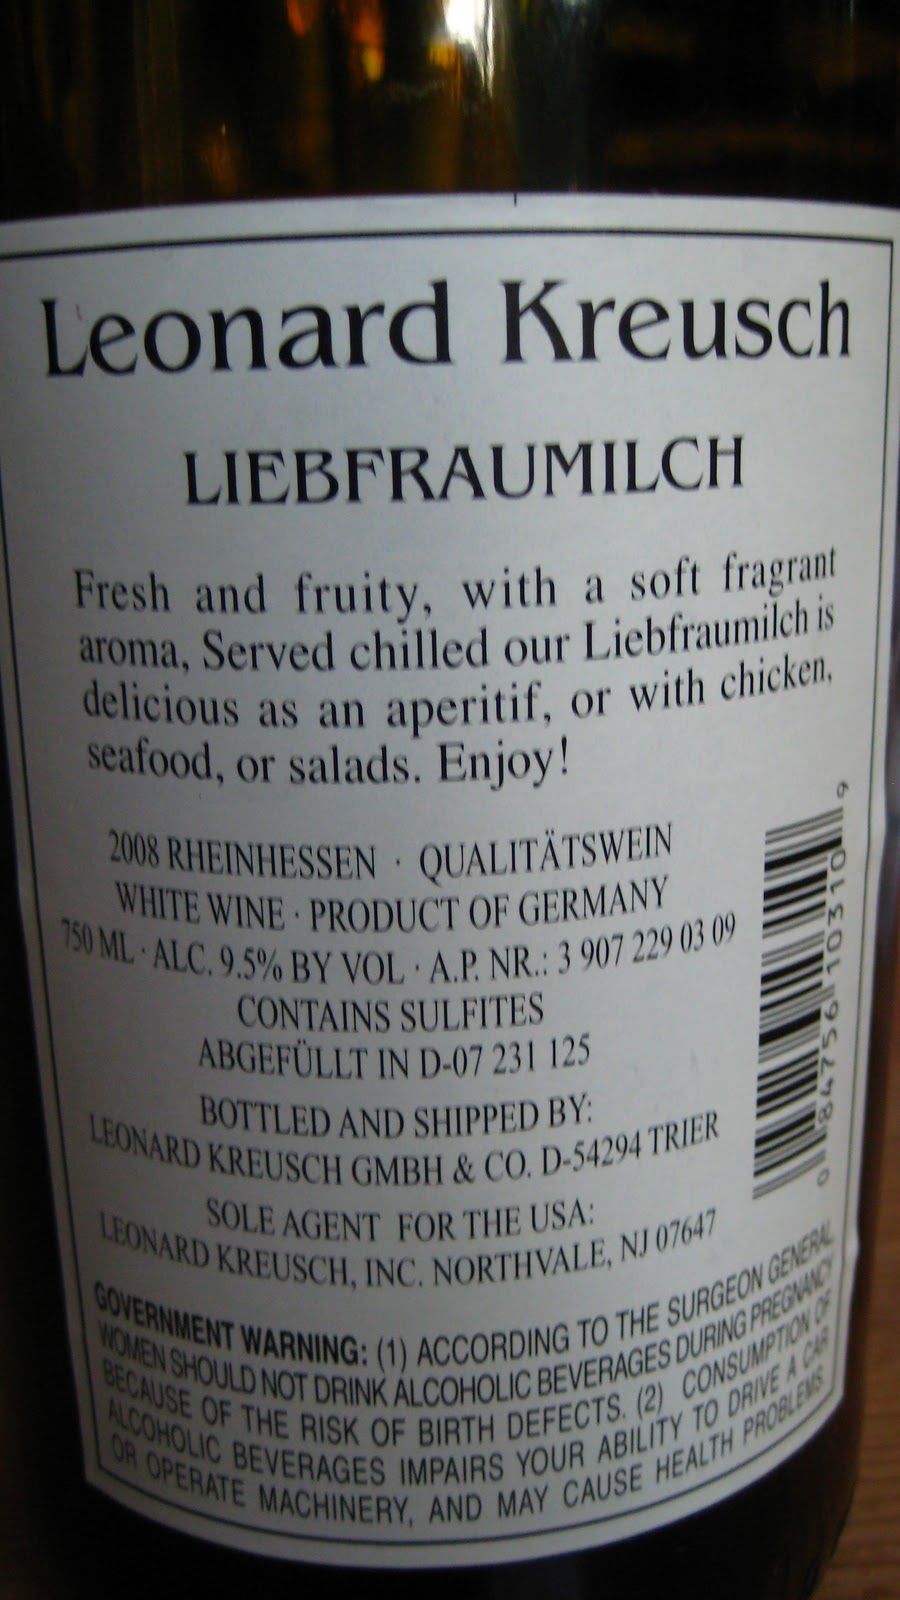 Leonard Kreusch
LIEBFRAUMILCH
Fresh and fruity, with a soft fragrant
aroma, Served chilled our Liebfraumilch is
delicious as an aperitif, or with chicken,
seafood, or salads. Enjoy!
2008 RHEINHESSEN · QUALITÄTSWEIN
WHITE WINE · PRODUCT OF GERMANY
750 ML · ALC. 9.5% BY VOL · A.P. NR.: 3 907 229 03 09
CONTAINS SULFITES
ABGEFÜLLT IN D-07 231 125
BOTTLED AND SHIPPED BY:
LEONARD KREUSCH GMBH & CO. D-54294 TRIER
SOLE AGENT FOR THE USA:
LEONARD KREUSCH, INC. NORTHVALE, NJ 07647
0 84756 10310 9
GOVERNMENT WARNING: (1) ACCORDING TO THE SURGEON GENERAL
WOMEN SHOULD NOT DRINK ALCOHOLIC BEVERAGES DURING PREGNANCY
BECAUSE OF THE RISK OF BIRTH DEFECTS. (2) CONSUMPTION OF
ALCOHOLIC BEVERAGES IMPAIRS YOUR ABILITY TO DRIVE A CAR
OR OPERATE MACHINERY, AND MAY CAUSE HEALTH PROBLEMS.